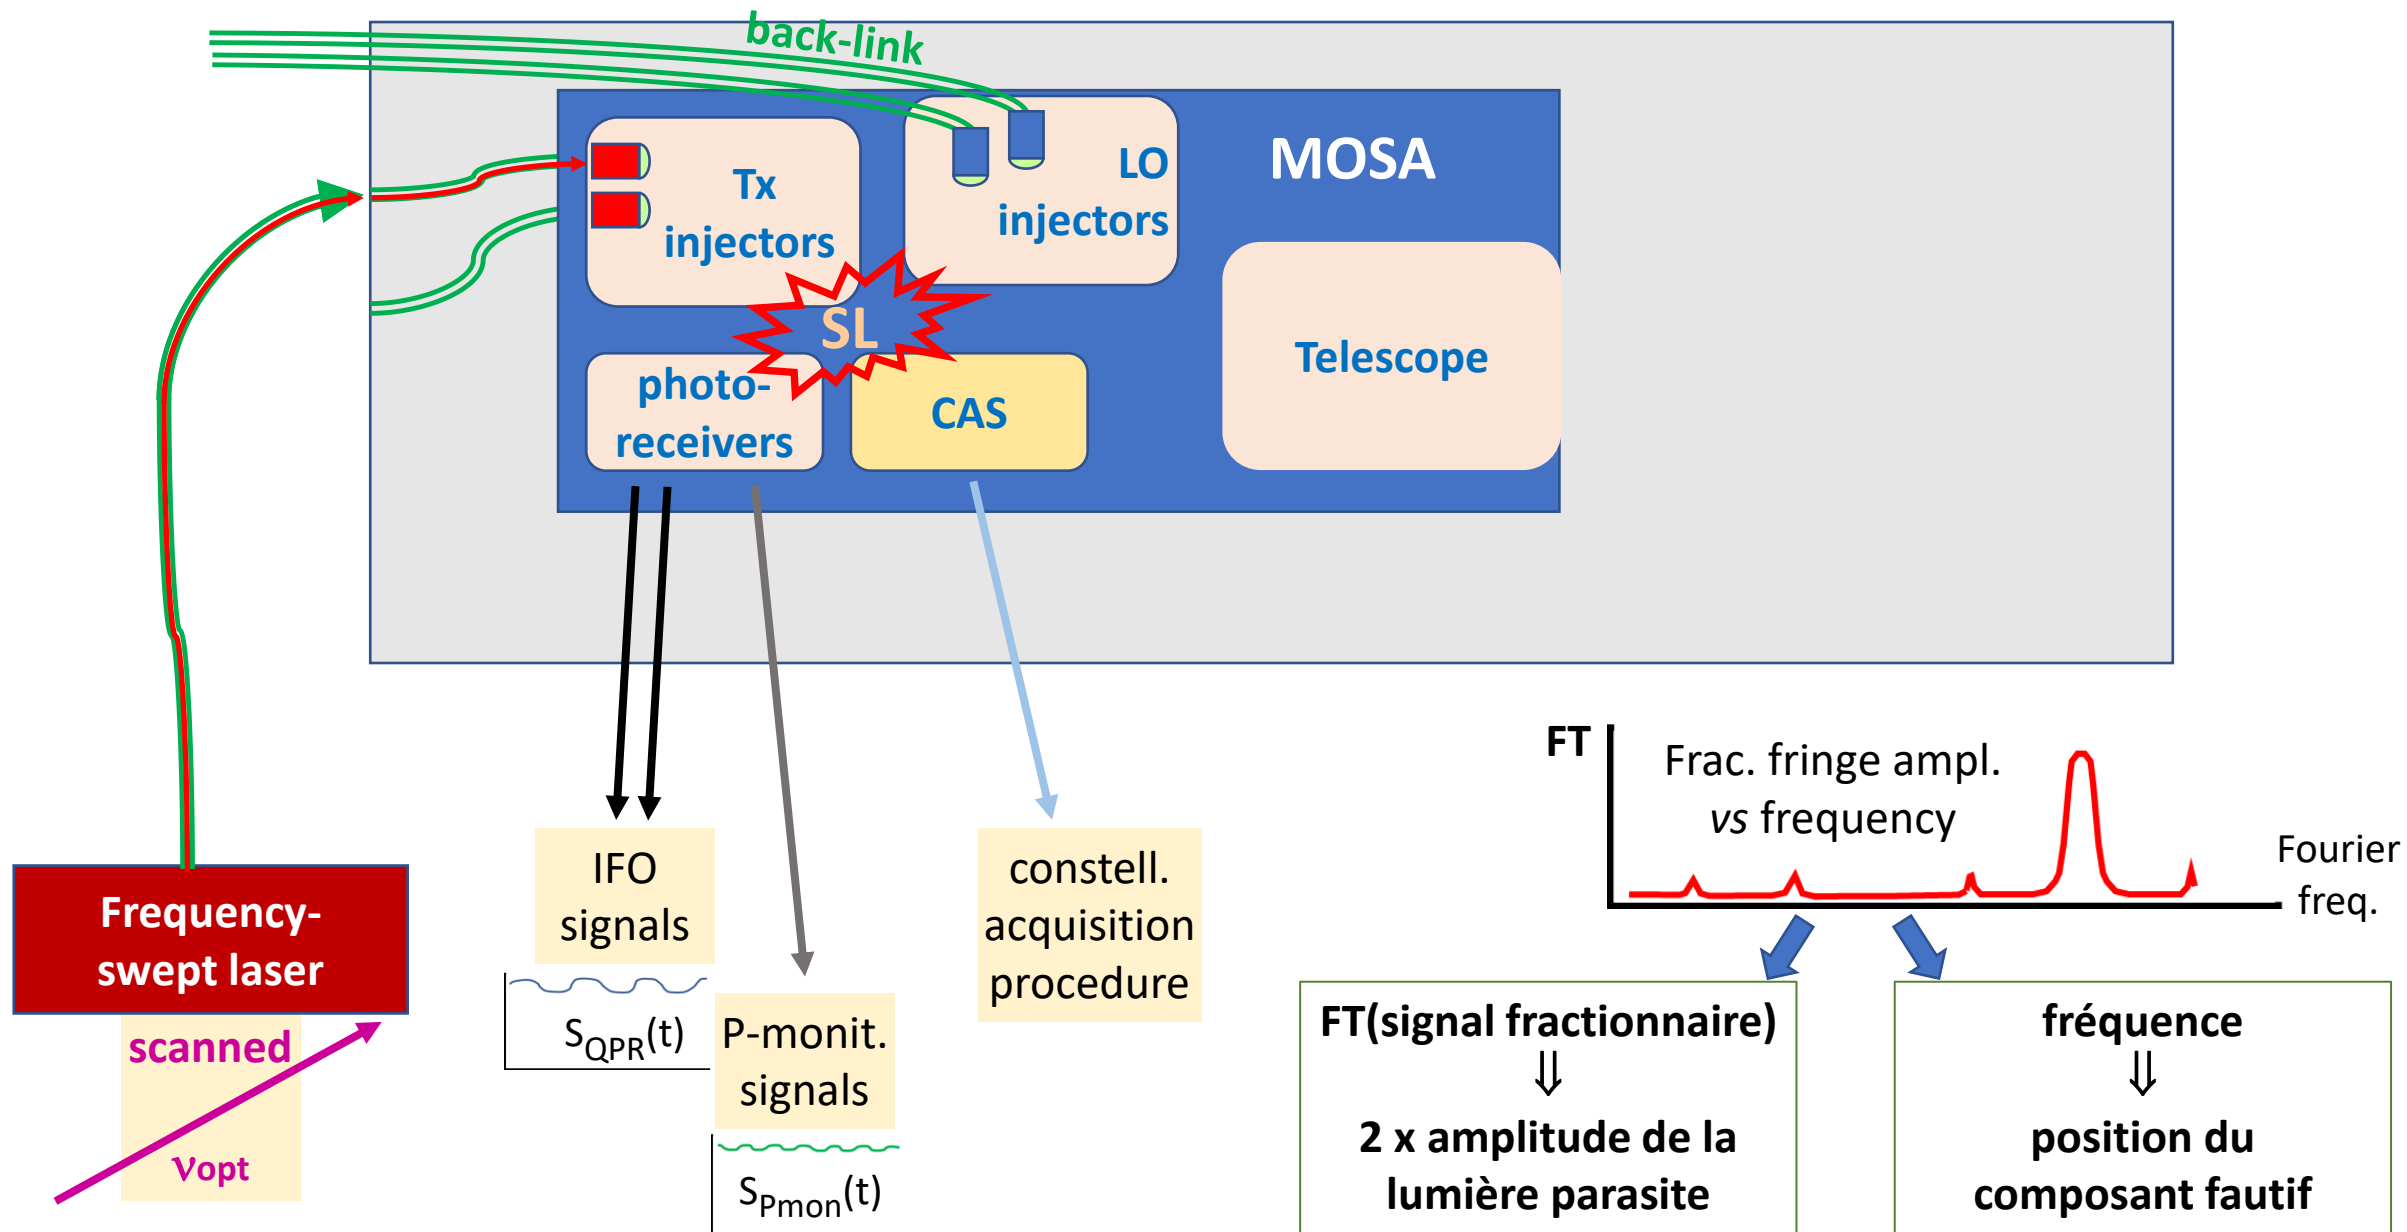 back-link
Tx
injectors
LO
injectors
MOSA
SL
Telescope
photo-
receivers
CAS
Frequency-
swept laser
scanned
νopt
IFO
signals
S_QPR(t)
P-monit.
signals
S_Pmon(t)
constell.
acquisition
procedure
FT
Frac. fringe ampl.
vs frequency
Fourier
freq.
FT(signal fractionnaire)
⇓
2 x amplitude de la
lumière parasite
fréquence
⇓
position du
composant fautif